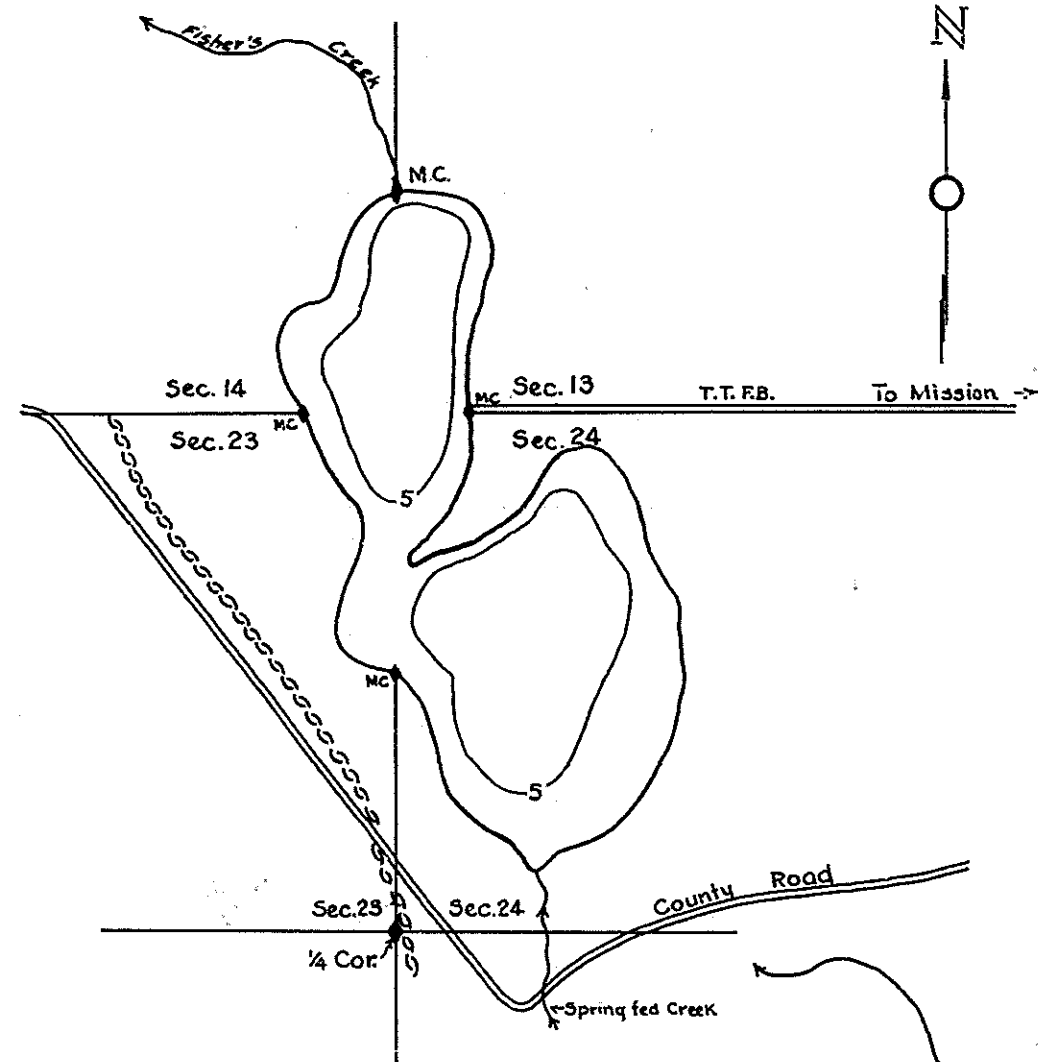 Fisher's Creek
N
M.C.
Sec. 14
MC Sec. 13
T.T.F.B.
To Mission
MC
Sec. 23
Sec. 24
5
MC
5
County Road
Sec. 23
Sec. 24
1/4 Cor.
Spring fed Creek